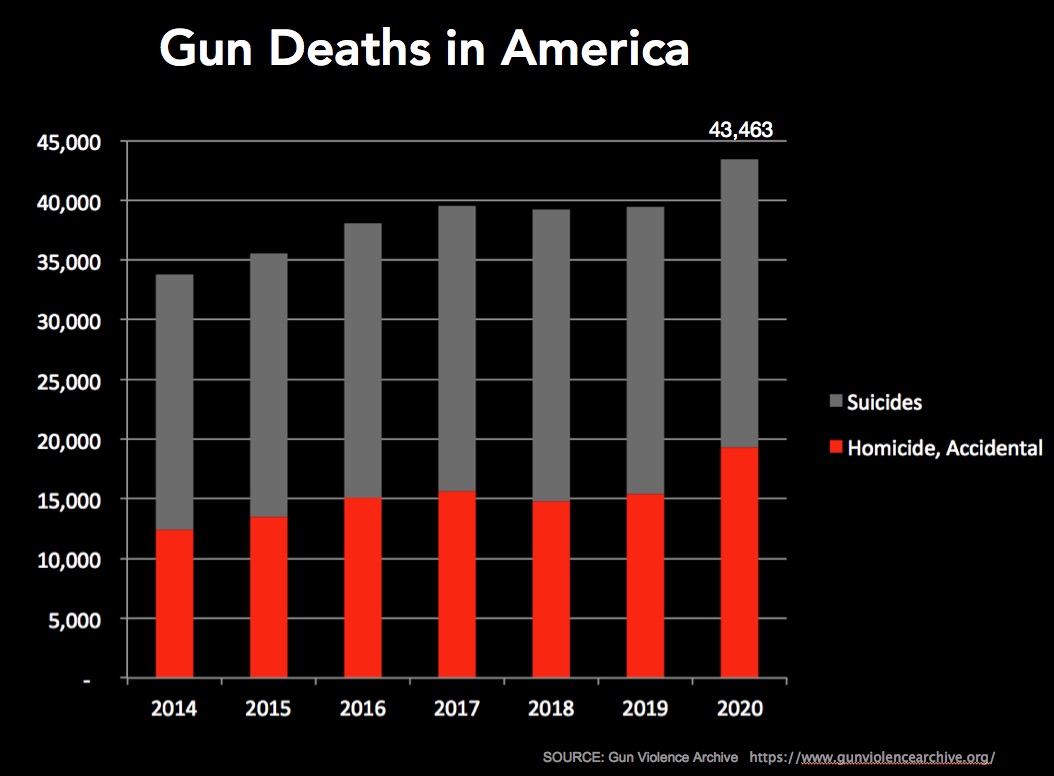 Gun Deaths in America
43,463
45,000
40,000
35,000
30,000
25,000
20,000
15,000
10,000
5,000
-
2014 2015 2016 2017 2018 2019 2020
Suicides
Homicide, Accidental
SOURCE: Gun Violence Archive https://www.gunviolencearchive.org/